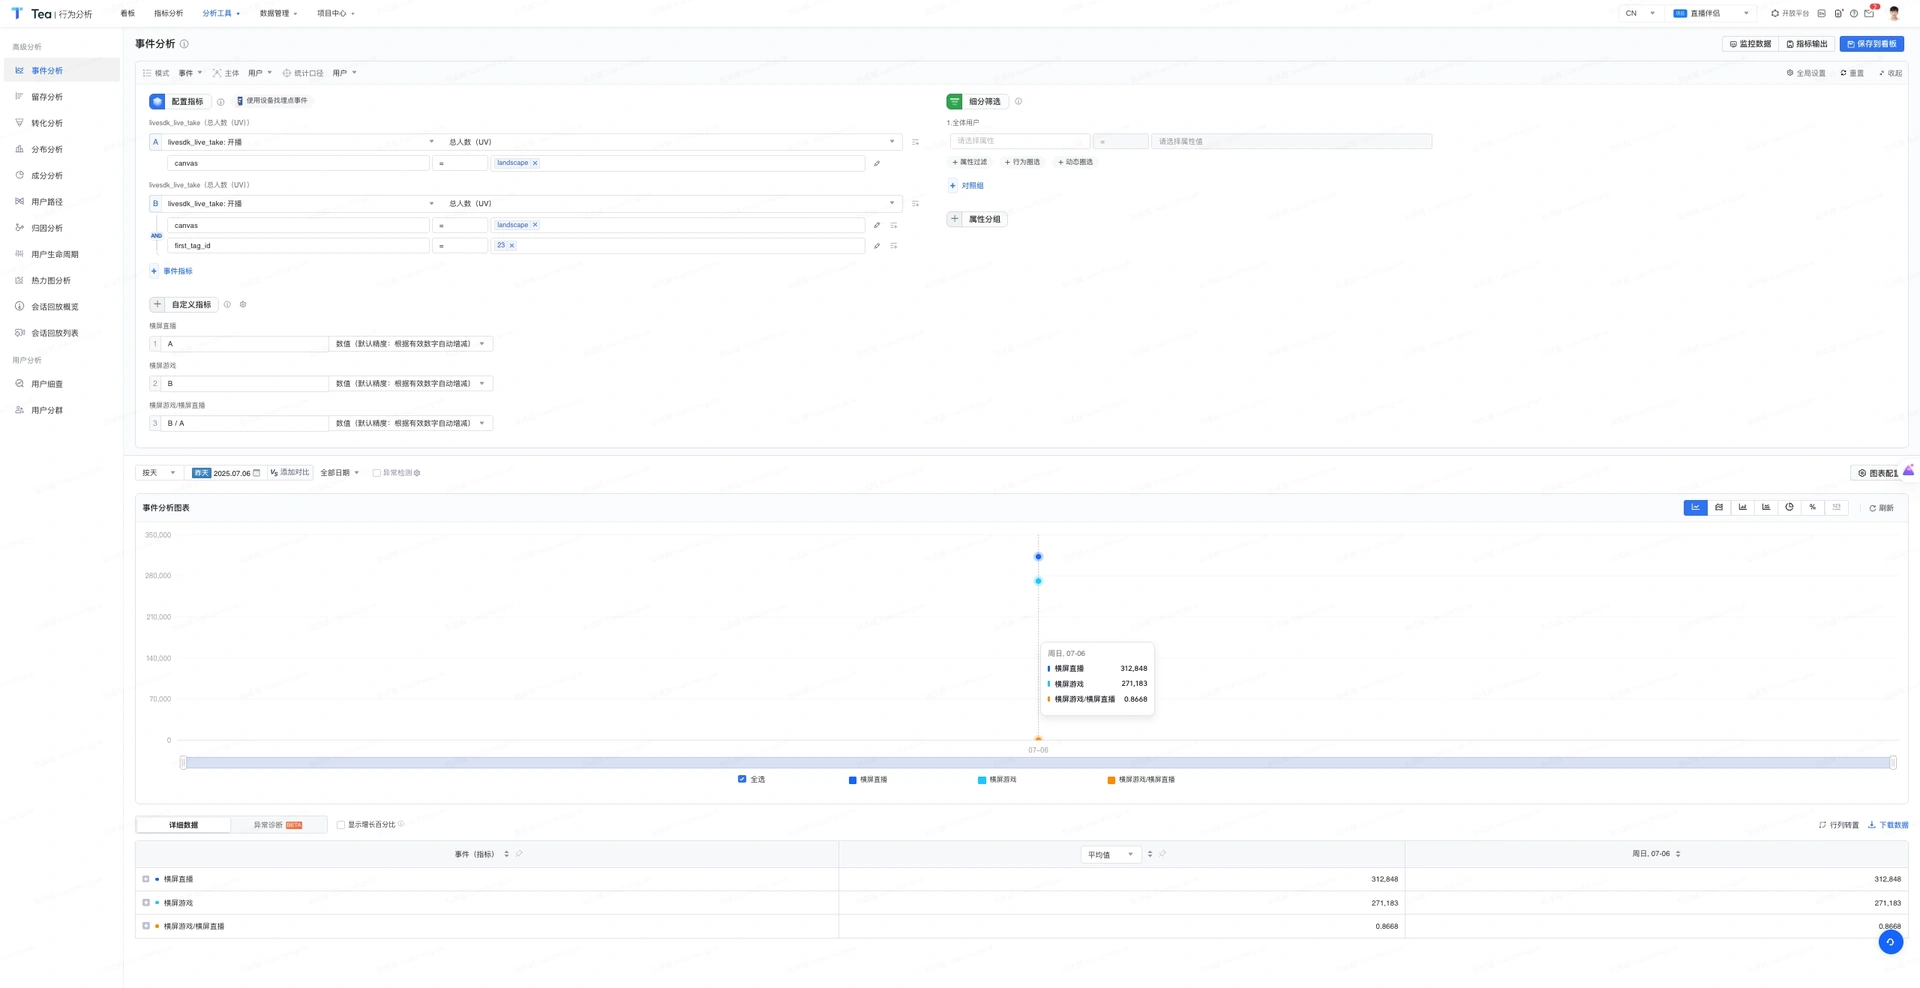 Tea | 行为分析
看板
指标分析
分析工具
数据管理
项目中心
CN
项目 直播伴侣
开放平台
高级分析
事件分析
留存分析
转化分析
分布分析
成分分析
用户路径
归因分析
用户生命周期
热力图分析
会话回放概览
会话回放列表
用户分析
用户细查
用户分群
事件分析
监控数据
指标输出
保存到看板
模式 事件 主体 用户 统计口径 用户
全局设置
重置
收起
配置指标
使用设备找埋点事件
livesdk_live_take（总人数（UV））
A livesdk_live_take: 开播 总人数（UV）
canvas = landscape ×
livesdk_live_take（总人数（UV））
B livesdk_live_take: 开播 总人数（UV）
canvas = landscape ×
AND
first_tag_id = 23 ×
+ 事件指标
细分筛选
1.全体用户
请选择属性 = 请选择属性值
+ 属性过滤 + 行为圈选 + 动态圈选
+ 对照组
+ 属性分组
+ 自定义指标
横屏直播
1 A 数值（默认精度：根据有效数字自动增减）
横屏游戏
2 B 数值（默认精度：根据有效数字自动增减）
横屏游戏/横屏直播
3 B / A 数值（默认精度：根据有效数字自动增减）
按天
昨天 2025.07.06
Vs 添加对比
全部日期
异常检测
图表配置
事件分析图表
%
刷新
350,000
280,000
210,000
140,000
70,000
0
周日, 07-06
横屏直播 312,848
横屏游戏 271,183
横屏游戏/横屏直播 0.8668
07-06
全选 横屏直播 横屏游戏 横屏游戏/横屏直播
详细数据
异常诊断 BETA
显示增长百分比
行列转置
下载数据
事件（指标） 平均值 周日, 07-06
横屏直播 312,848 312,848
横屏游戏 271,183 271,183
横屏游戏/横屏直播 0.8668 0.8668